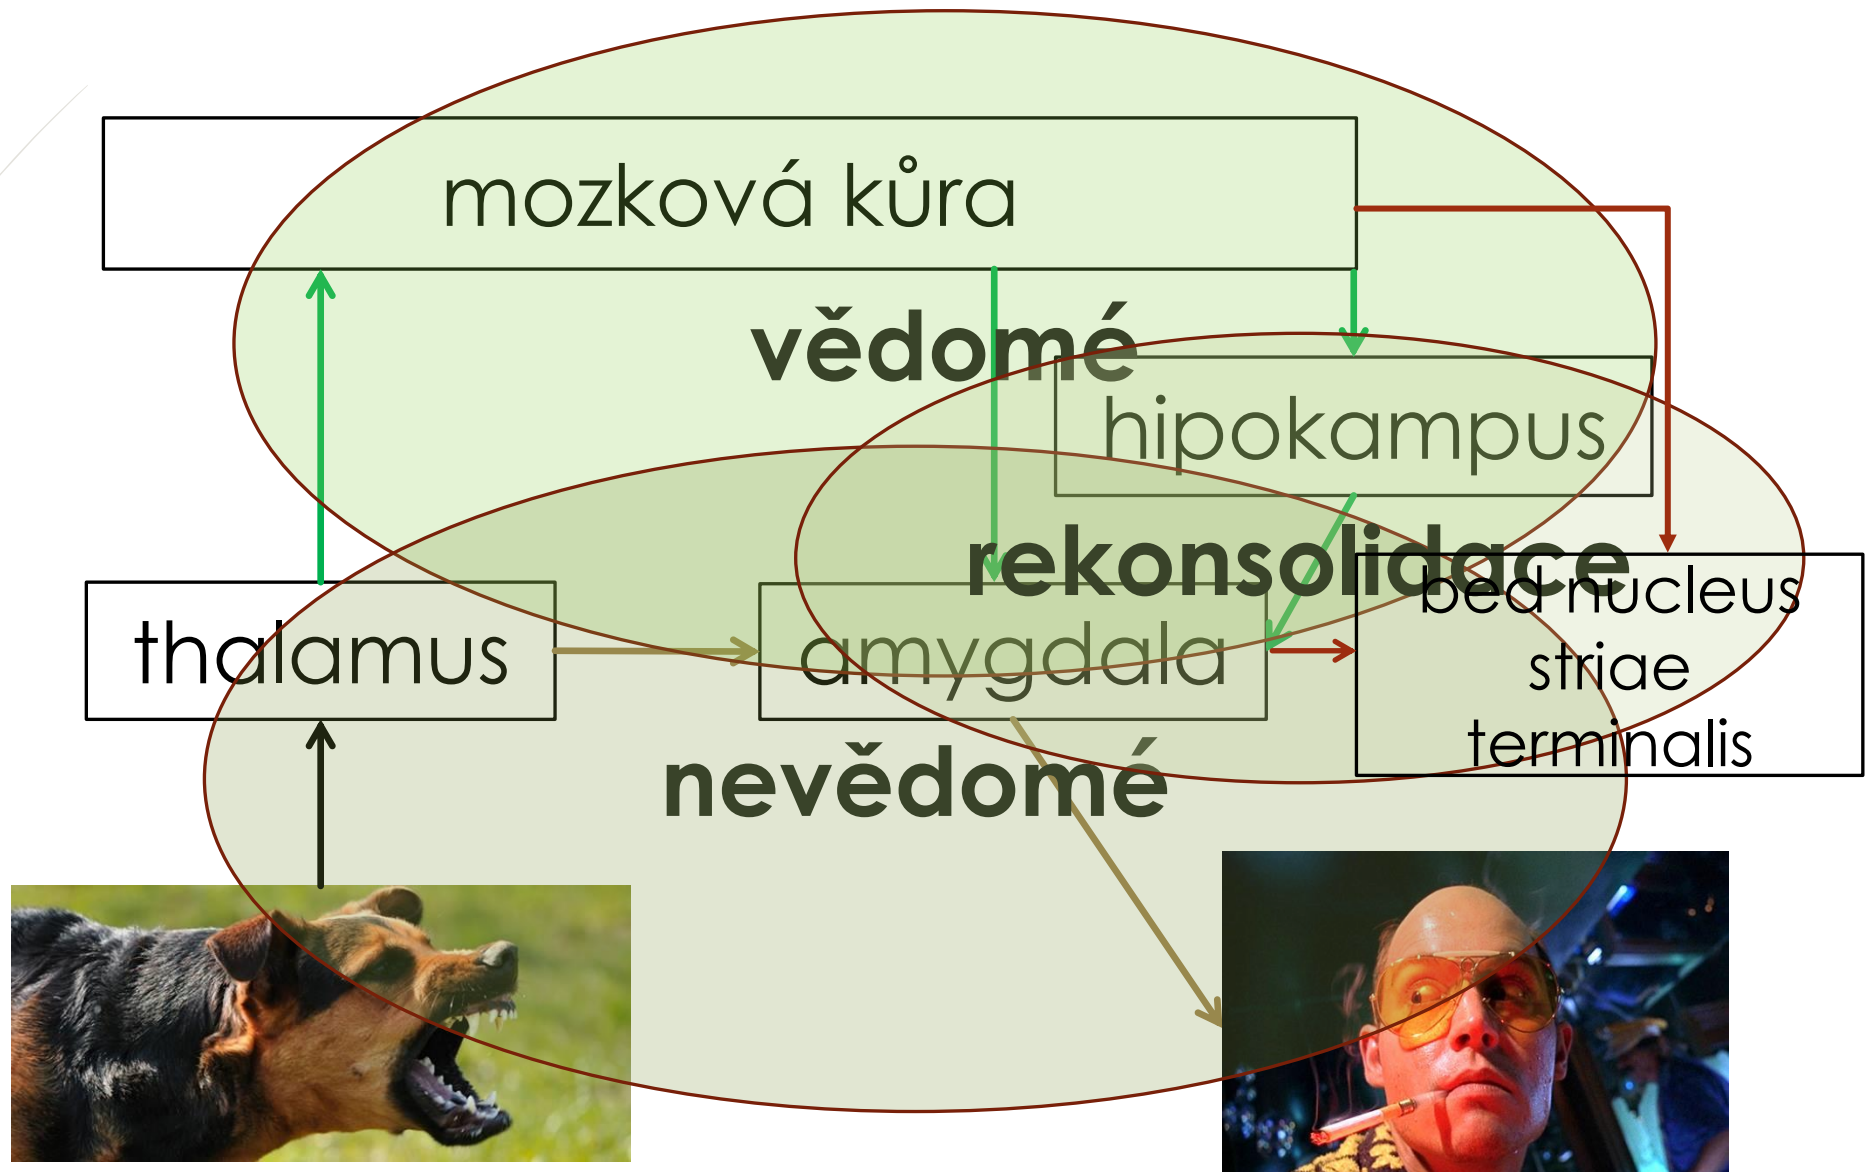 mozková kůra
vědomé
hipokampus
rekonsolidace
thalamus
amygdala
bed nucleus
striae
terminalis
nevědomé